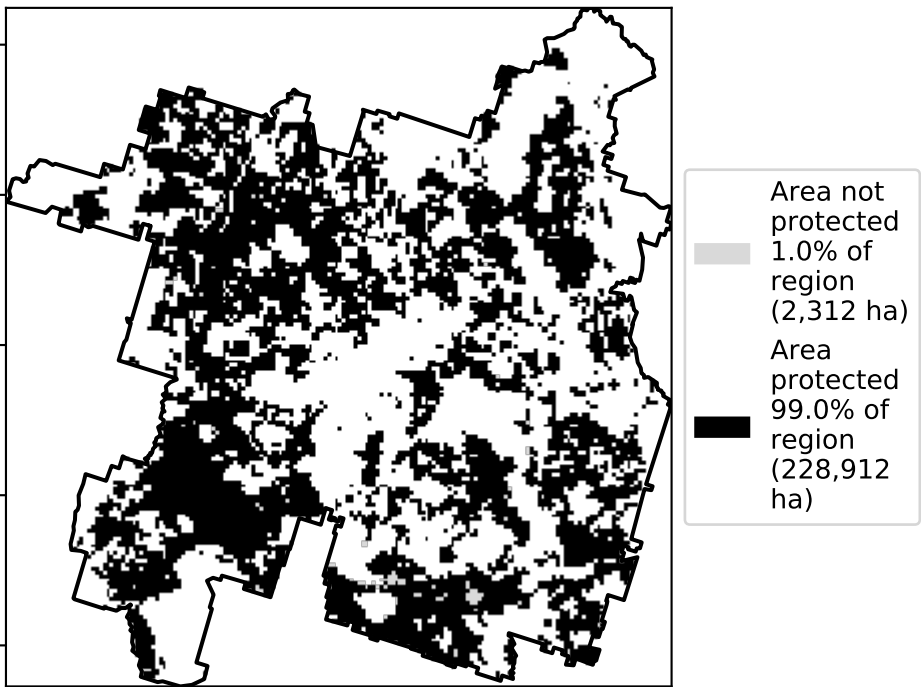 Area not
protected
1.0% of
region
(2,312 ha)
Area
protected
99.0% of
region
(228,912
ha)